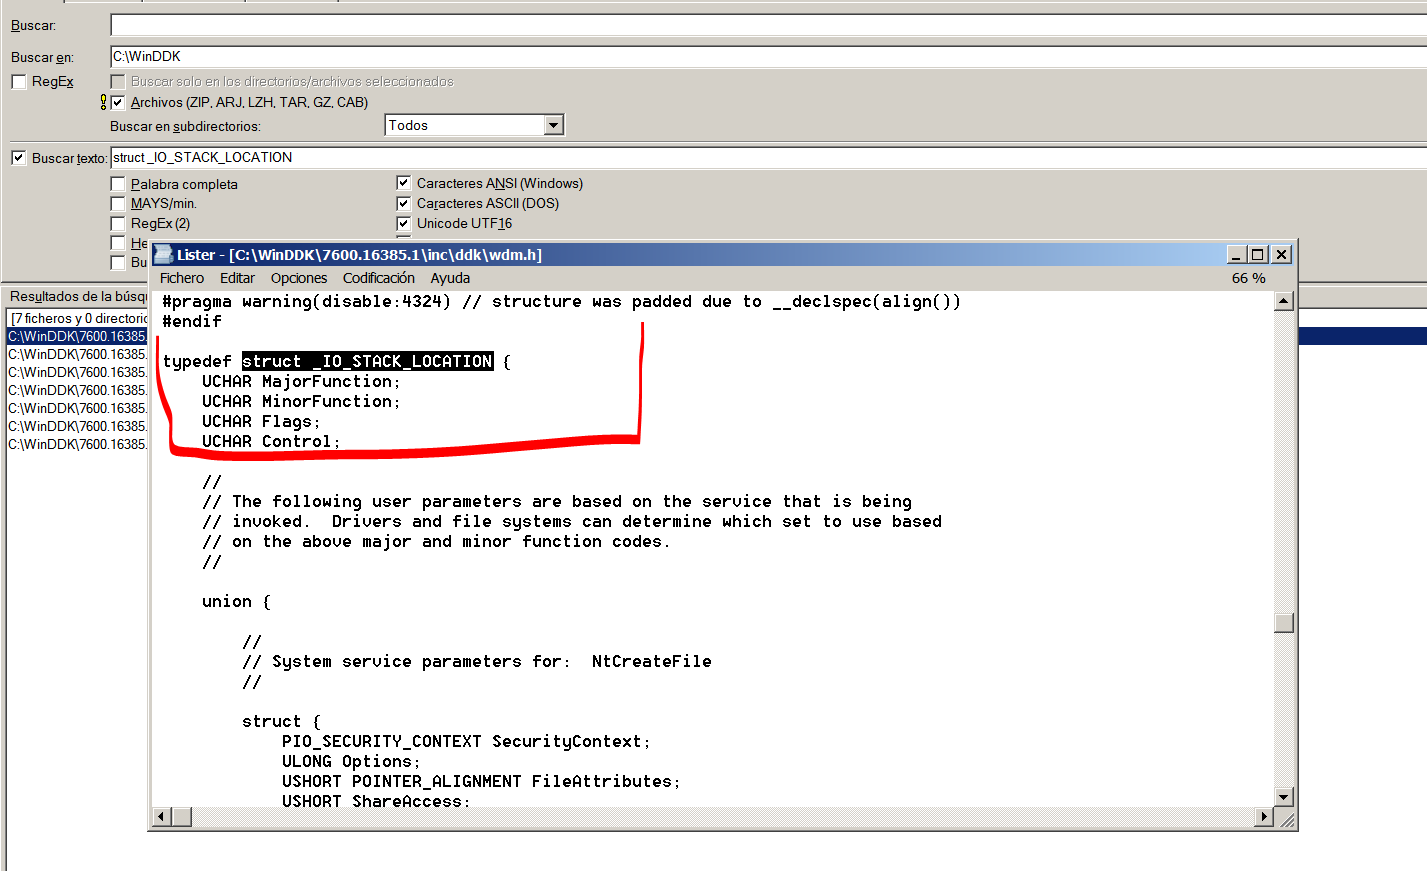 Buscar:
Buscar en: C:\WinDDK
RegEx Buscar solo en los directorios/archivos seleccionados
Archivos (ZIP, ARJ, LZH, TAR, GZ, CAB)
Buscar en subdirectorios: Todos
Buscar texto: struct _IO_STACK_LOCATION
Palabra completa Caracteres ANSI (Windows)
MAYS/min. Caracteres ASCII (DOS)
RegEx (2) Unicode UTF16
Lister - [C:\WinDDK\7600.16385.1\inc\ddk\wdm.h]
Fichero Editar Opciones Codificación Ayuda 66 %
Resultados de la
[7 ficheros y 0
C:\WinDDK\7600.16385.
C:\WinDDK\7600.16385.
C:\WinDDK\7600.16385.
C:\WinDDK\7600.16385.
C:\WinDDK\7600.16385.
C:\WinDDK\7600.16385.
C:\WinDDK\7600.16385.
#pragma warning(disable:4324) // structure was padded due to __declspec(align())
#endif
typedef struct _IO_STACK_LOCATION {
UCHAR MajorFunction;
UCHAR MinorFunction;
UCHAR Flags;
UCHAR Control;
//
// The following user parameters are based on the service that is being
// invoked.  Drivers and file systems can determine which set to use based
// on the above major and minor function codes.
//
union {
//
// System service parameters for:  NtCreateFile
//
struct {
PIO_SECURITY_CONTEXT SecurityContext;
ULONG Options;
USHORT POINTER_ALIGNMENT FileAttributes;
USHORT ShareAccess;